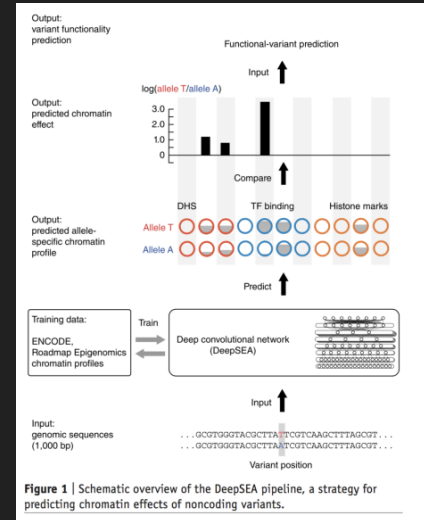 Output:
variant functionality
prediction
Functional-variant prediction
Input
log(allele T/allele A)
Output:
predicted chromatin
effect
3.0
2.0
1.0
0
Compare
DHS TF binding Histone marks
Output:
predicted allele-
specific chromatin
profile
Allele T
Allele A
Predict
Training data:
ENCODE,
Roadmap Epigenomics
chromatin profiles
Train
Deep convolutional network
(DeepSEA)
Input
Input:
genomic sequences
(1,000 bp)
...GCGTGGGTACGCTTATTCGTCAAGCTTTAGCGT...
...GCGTGGGTACGCTTAATCGTCAAGCTTTAGCGT...
Variant position
Figure 1 | Schematic overview of the DeepSEA pipeline, a strategy for
predicting chromatin effects of noncoding variants.